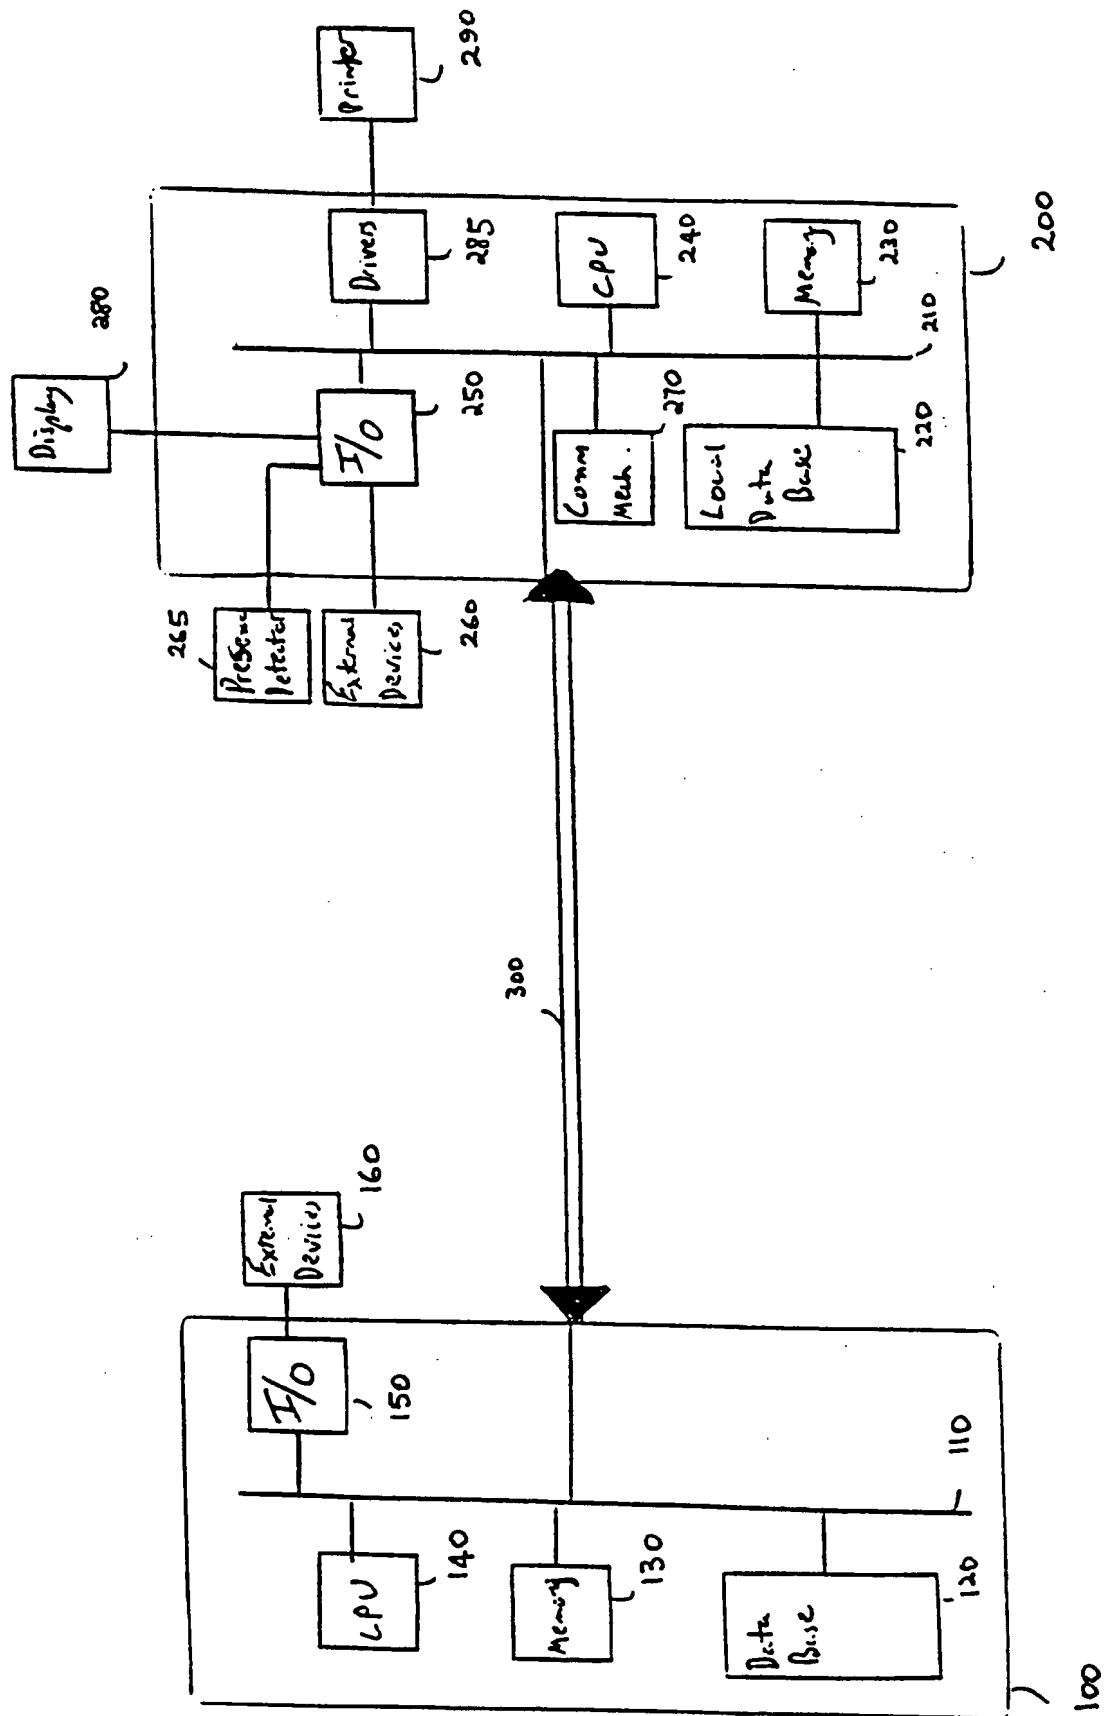 CPU
140
Memory
130
Data
Base
120
I/O
150
External
Devices
160
110
100
300
Display
280
Presence
Detector
265
External
Devices
260
I/O
250
Drivers
285
Printer
290
Comm
Mech.
270
CPU
240
Local
Data
Base
220
Memory
230
210
200